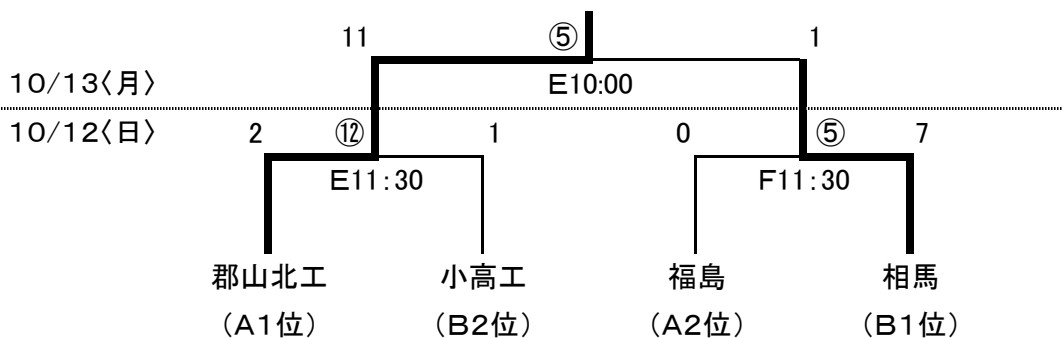 11 ⑤ 1
10/13〈月〉 E10:00
10/12〈日〉 2 ⑫ 1 0 ⑤ 7
E11:30 F11:30
郡山北工 小高工 福島 相馬
（A1位） （B2位） （A2位） （B1位）